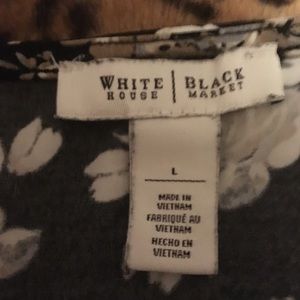 WHITE | BLACK
HOUSE | MARKET
L
MADE IN
VIETNAM
FABRIQUÉ AU
VIETNAM
HECHO EN
VIETNAM